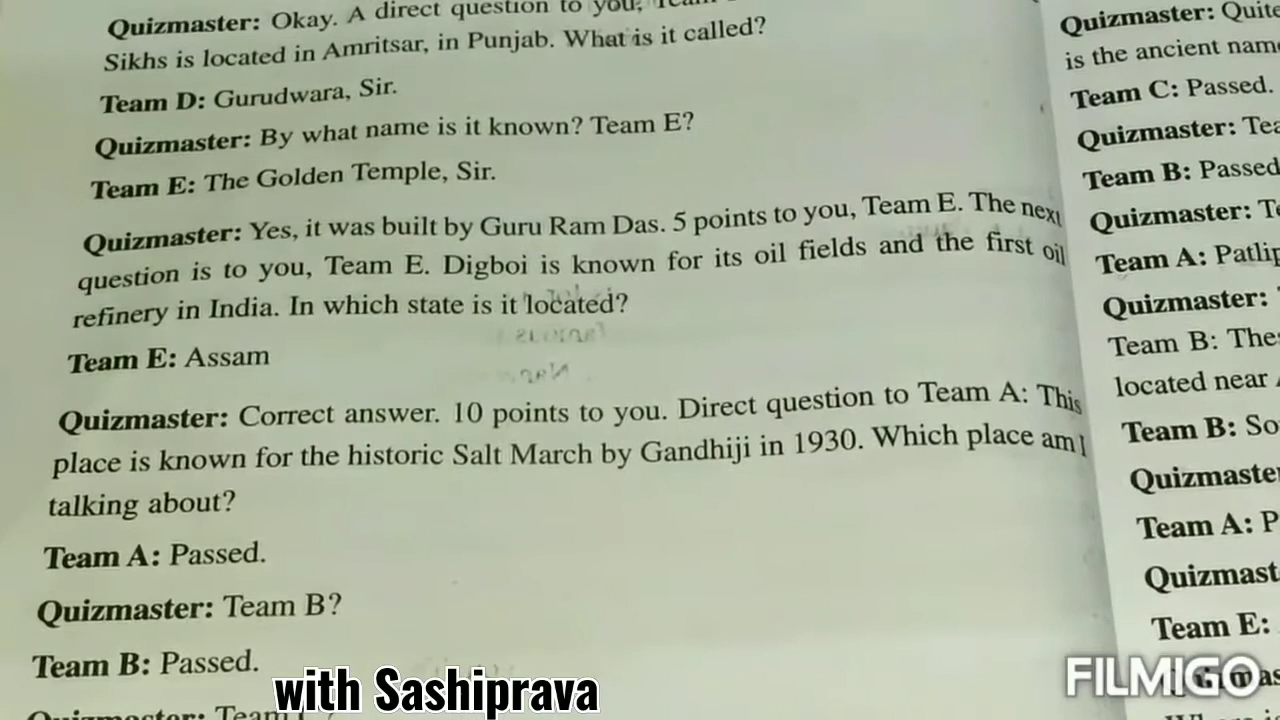 Quizmaster: Okay. A direct question to you, Team
Sikhs is located in Amritsar, in Punjab. What is it called?
Team D: Gurudwara, Sir.
Quizmaster: By what name is it known? Team E?
Team E: The Golden Temple, Sir.
Quizmaster: Yes, it was built by Guru Ram Das. 5 points to you, Team E. The next
question is to you, Team E. Digboi is known for its oil fields and the first oil
refinery in India. In which state is it located?
Team E: Assam
Quizmaster: Correct answer. 10 points to you. Direct question to Team A: This
place is known for the historic Salt March by Gandhiji in 1930. Which place am I
talking about?
Team A: Passed.
Quizmaster: Team B?
Team B: Passed.
Quizmaster: Team
Quizmaster: Quite
is the ancient name
Team C: Passed.
Quizmaster: Tea
Team B: Passed
Quizmaster: Te
Team A: Patlip
Quizmaster:
Team B: The
located near
Team B: So
Quizmaster
Team A: P
Quizmast
Team E:
with Sashiprava
FILMIGO